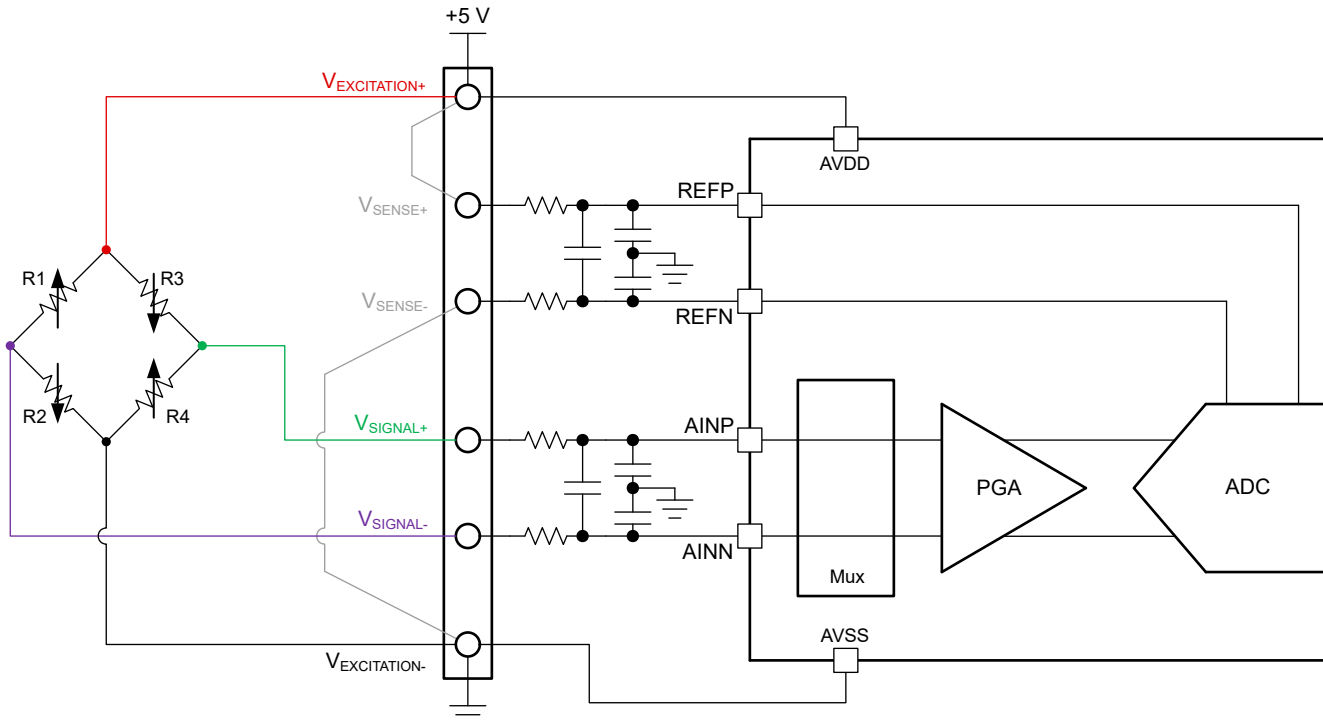 +5 V
VEXCITATION+
AVDD
REFP
VSENSE+
R1
R3
VSENSE-
REFN
R2
R4
VSIGNAL+
AINP
PGA
ADC
VSIGNAL-
AINN
Mux
AVSS
VEXCITATION-